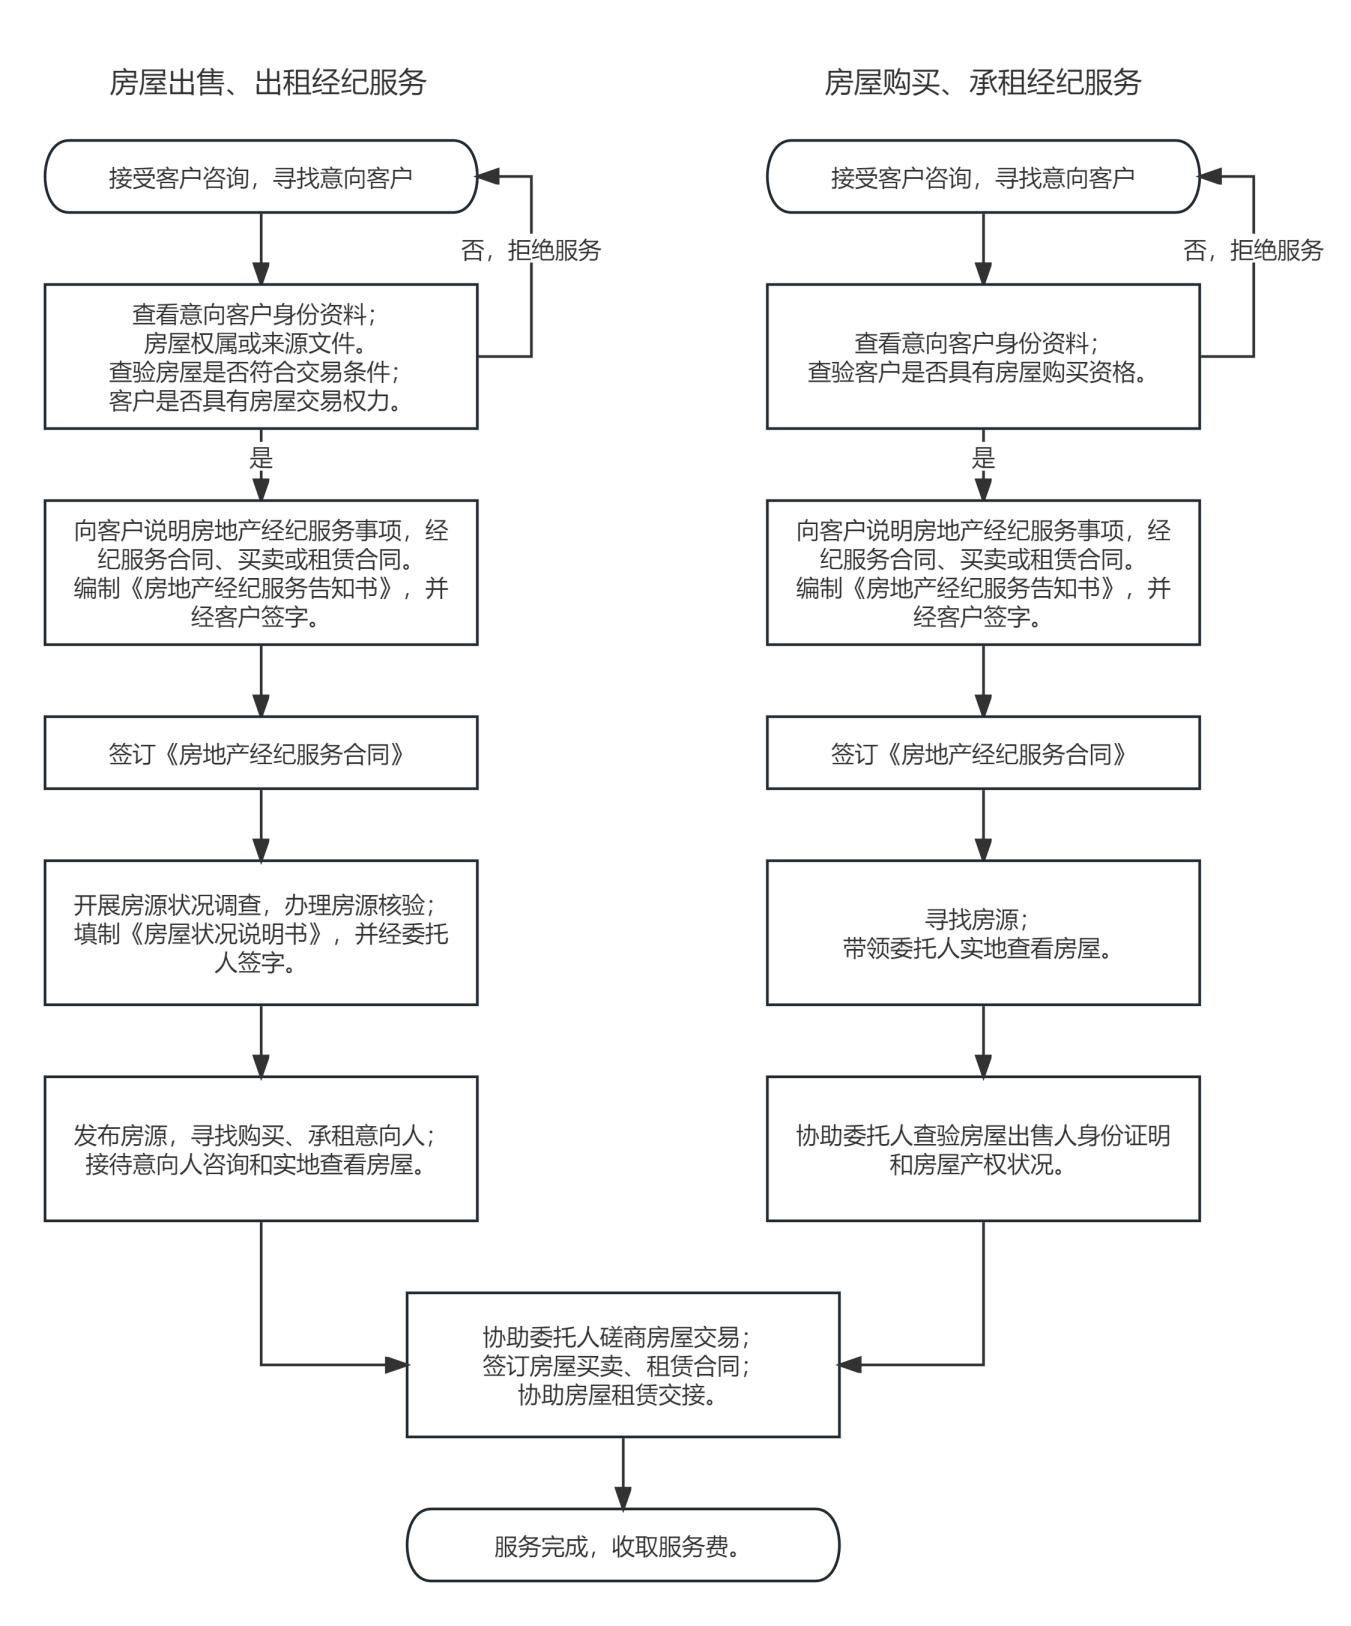 房屋出售、出租经纪服务
接受客户咨询，寻找意向客户
否，拒绝服务
查看意向客户身份资料；
房屋权属或来源文件。
查验房屋是否符合交易条件；
客户是否具有房屋交易权力。
是
向客户说明房地产经纪服务事项，经
纪服务合同、买卖或租赁合同。
编制《房地产经纪服务告知书》，并
经客户签字。
签订《房地产经纪服务合同》
开展房源状况调查，办理房源核验；
填制《房屋状况说明书》，并经委托
人签字。
发布房源，寻找购买、承租意向人；
接待意向人咨询和实地查看房屋。
房屋购买、承租经纪服务
接受客户咨询，寻找意向客户
否，拒绝服务
查看意向客户身份资料；
查验客户是否具有房屋购买资格。
是
向客户说明房地产经纪服务事项，经
纪服务合同、买卖或租赁合同。
编制《房地产经纪服务告知书》，并
经客户签字。
签订《房地产经纪服务合同》
寻找房源；
带领委托人实地查看房屋。
协助委托人查验房屋出售人身份证明
和房屋产权状况。
协助委托人磋商房屋交易；
签订房屋买卖、租赁合同；
协助房屋租赁交接。
服务完成，收取服务费。